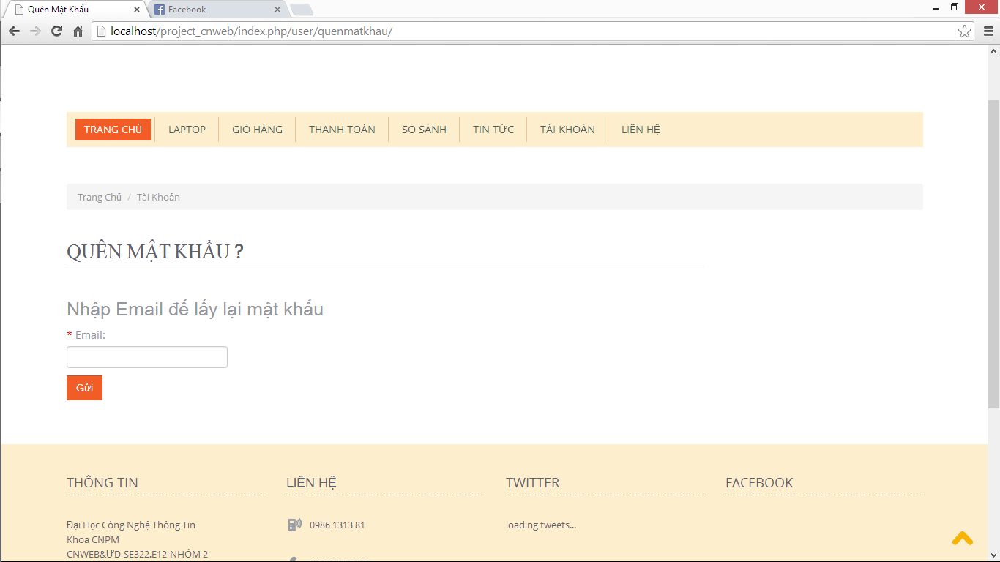 Quên Mật Khẩu
Facebook
localhost/project_cnweb/index.php/user/quenmatkhau/
TRANG CHỦ LAPTOP GIỎ HÀNG THANH TOÁN SO SÁNH TIN TỨC TÀI KHOẢN LIÊN HỆ
Trang Chủ / Tài Khoản
QUÊN MẬT KHẨU ?
Nhập Email để lấy lại mật khẩu
* Email:
Gửi
THÔNG TIN
Đại Học Công Nghệ Thông Tin
Khoa CNPM
CNWEB&ƯD-SE322.E12-NHÓM 2
LIÊN HỆ
0986 1313 81
TWITTER
loading tweets...
FACEBOOK